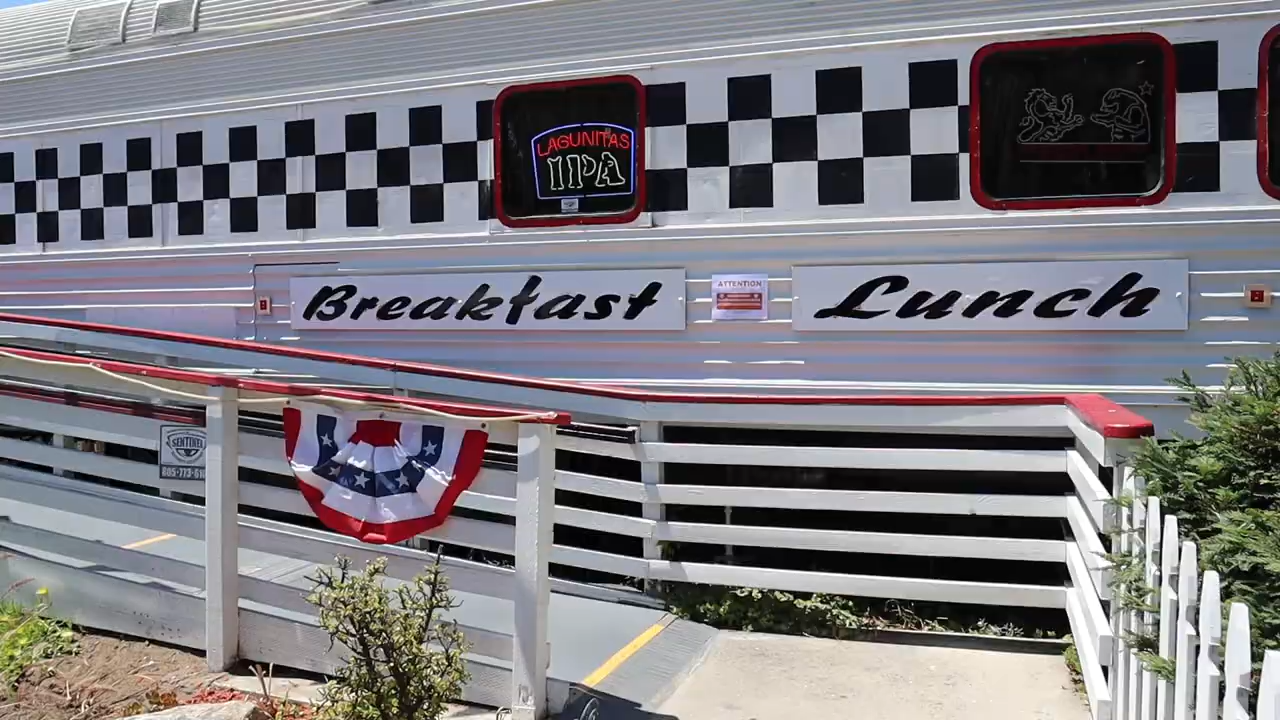 LAGUNITAS
IPA
Breakfast
ATTENTION
Lunch
SENTINEL